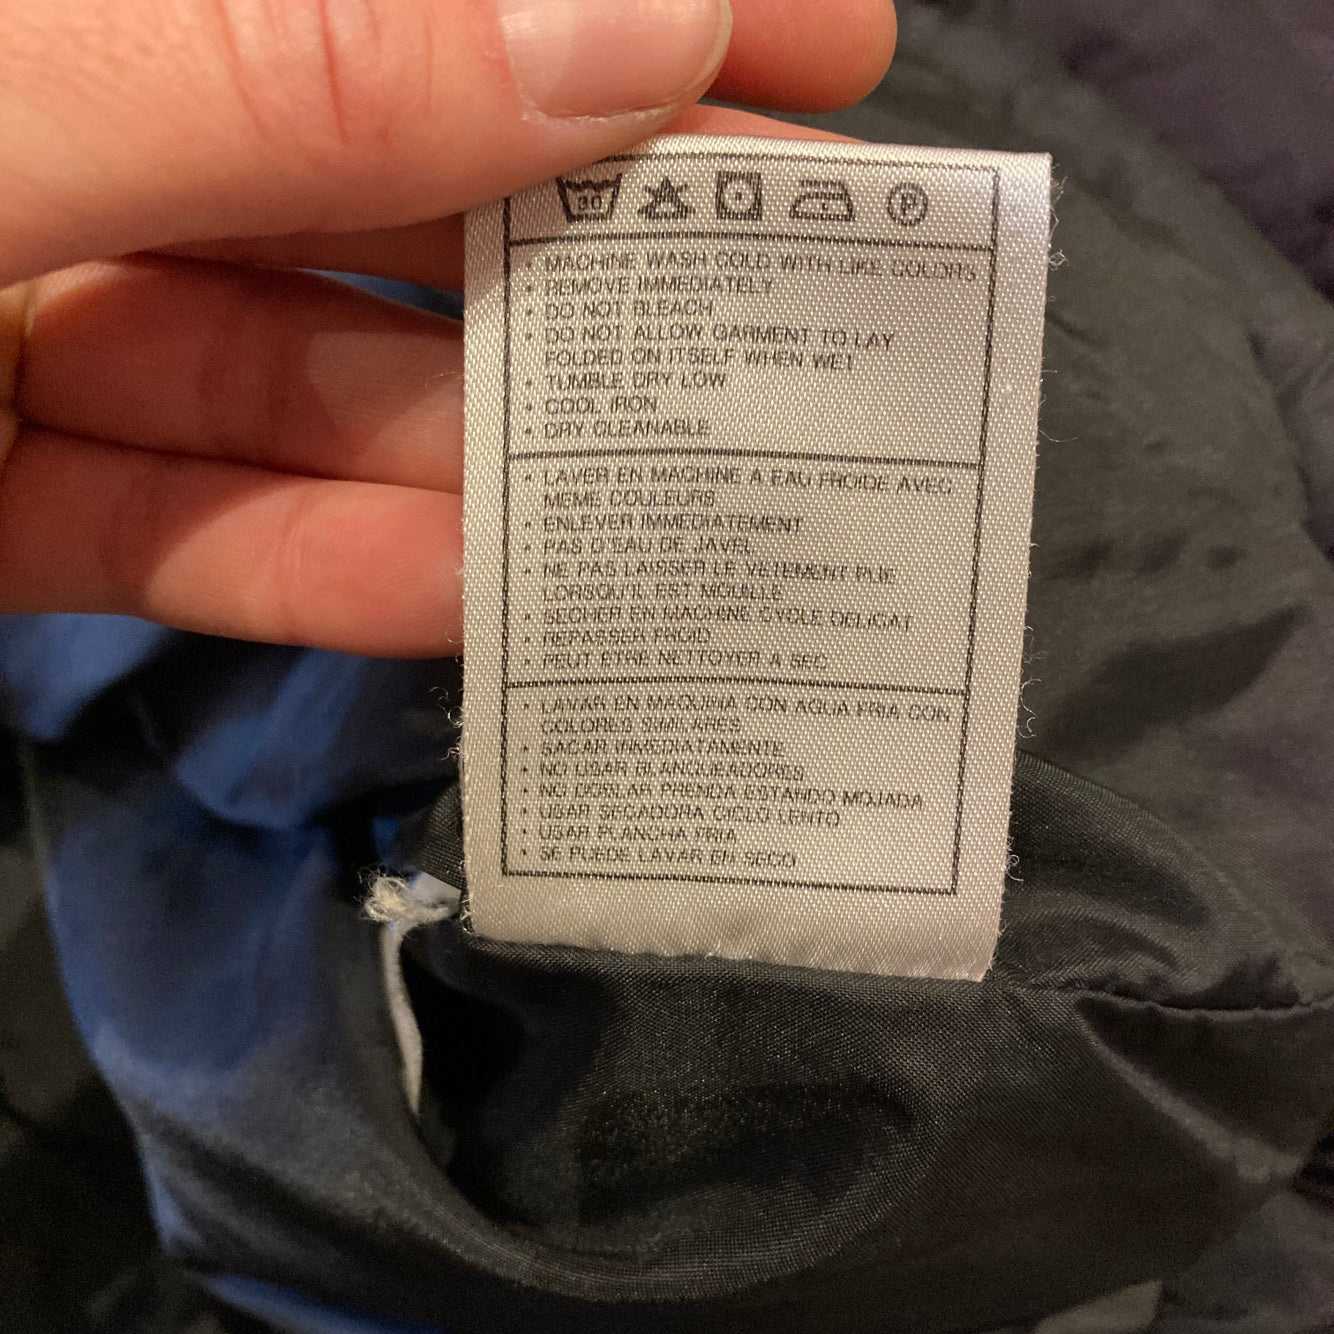 30 P
• MACHINE WASH COLD WITH LIKE COLORS
• REMOVE IMMEDIATELY
• DO NOT BLEACH
• DO NOT ALLOW GARMENT TO LAY
FOLDED ON ITSELF WHEN WET
• TUMBLE DRY LOW
• COOL IRON
• DRY CLEANABLE
• LAVER EN MACHINE A EAU FROIDE AVEC
MEME COULEURS
• ENLEVER IMMEDIATEMENT
• PAS D'EAU DE JAVEL
• NE PAS LAISSER LE VETEMENT PLIE
LORSQU'IL EST MOUILLE
• SECHER EN MACHINE CYCLE DELICAT
• REPASSER FROID
• PEUT ETRE NETTOYER A SEC
• LAVAR EN MAQUINA CON AGUA FRIA CON
COLORES SIMILARES
• SACAR INMEDIATAMENTE
• NO USAR BLANQUEADORES
• NO DOBLAR PRENDA ESTANDO MOJADA
• USAR SECADORA CICLO LENTO
• USAR PLANCHA FRIA
• SE PUEDE LAVAR EN SECO